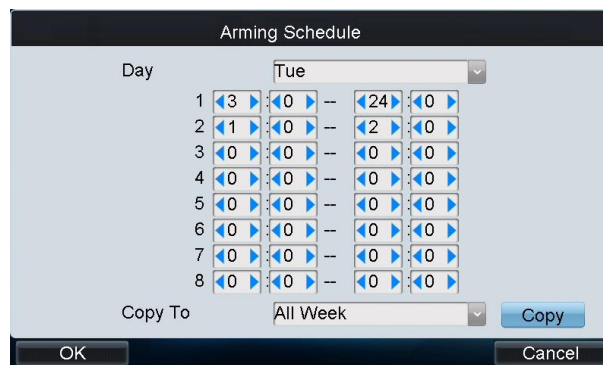 Arming Schedule
Day Tue
1 3 : 0 -- 24 : 0
2 1 : 0 -- 2 : 0
3 0 : 0 -- 0 : 0
4 0 : 0 -- 0 : 0
5 0 : 0 -- 0 : 0
6 0 : 0 -- 0 : 0
7 0 : 0 -- 0 : 0
8 0 : 0 -- 0 : 0
Copy To All Week Copy
OK Cancel